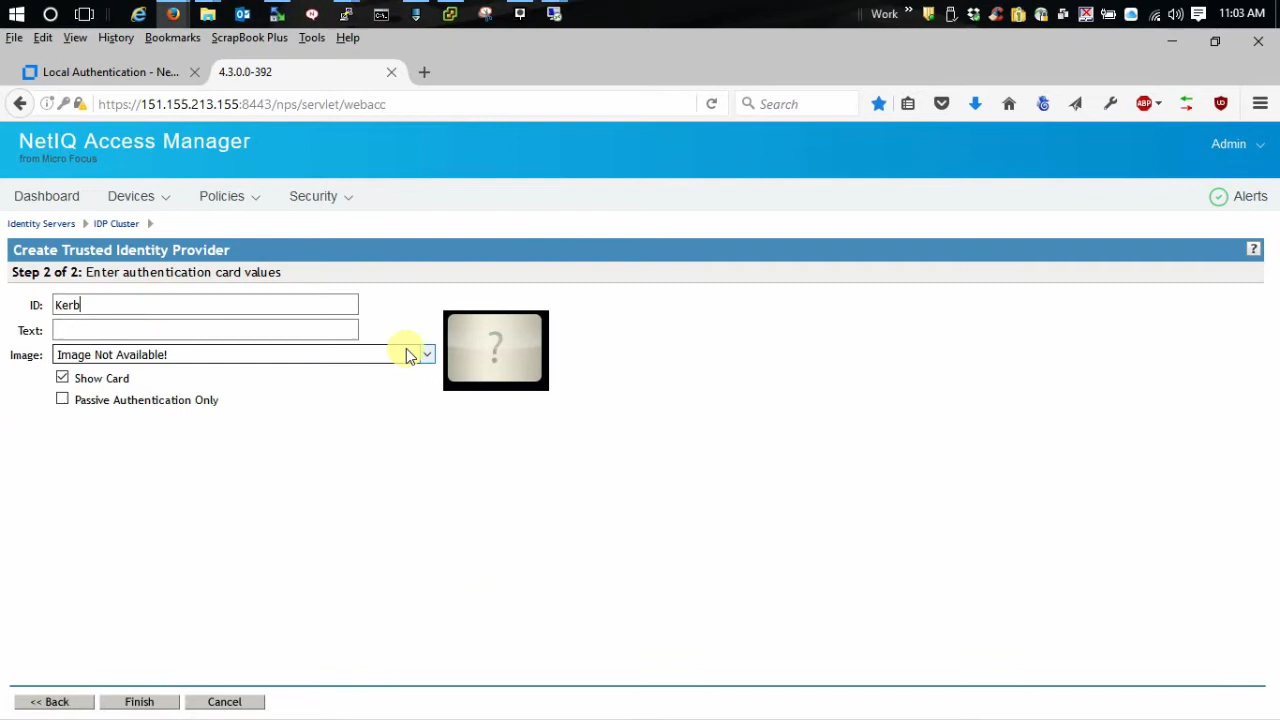 Work »
11:03 AM
File Edit View History Bookmarks ScrapBook Plus Tools Help
Local Authentication - Ne...
4.3.0.0-392
https://151.155.213.155:8443/nps/servlet/webacc
Search
ABP
NetIQ Access Manager
from Micro Focus
Admin
Dashboard Devices Policies Security
Alerts
Identity Servers IDP Cluster
Create Trusted Identity Provider
?
Step 2 of 2: Enter authentication card values
ID: Kerb
Text:
Image: Image Not Available!
?
Show Card
Passive Authentication Only
<< Back Finish Cancel